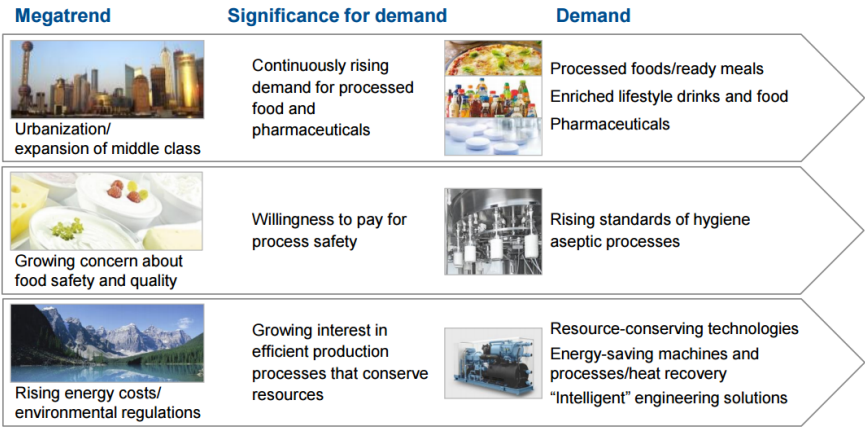 Megatrend
Significance for demand
Demand
Urbanization/
expansion of middle class
Continuously rising
demand for processed
food and
pharmaceuticals
Processed foods/ready meals
Enriched lifestyle drinks and food
Pharmaceuticals
Growing concern about
food safety and quality
Willingness to pay for
process safety
Rising standards of hygiene
aseptic processes
Rising energy costs/
environmental regulations
Growing interest in
efficient production
processes that conserve
resources
Resource-conserving technologies
Energy-saving machines and
processes/heat recovery
“Intelligent” engineering solutions